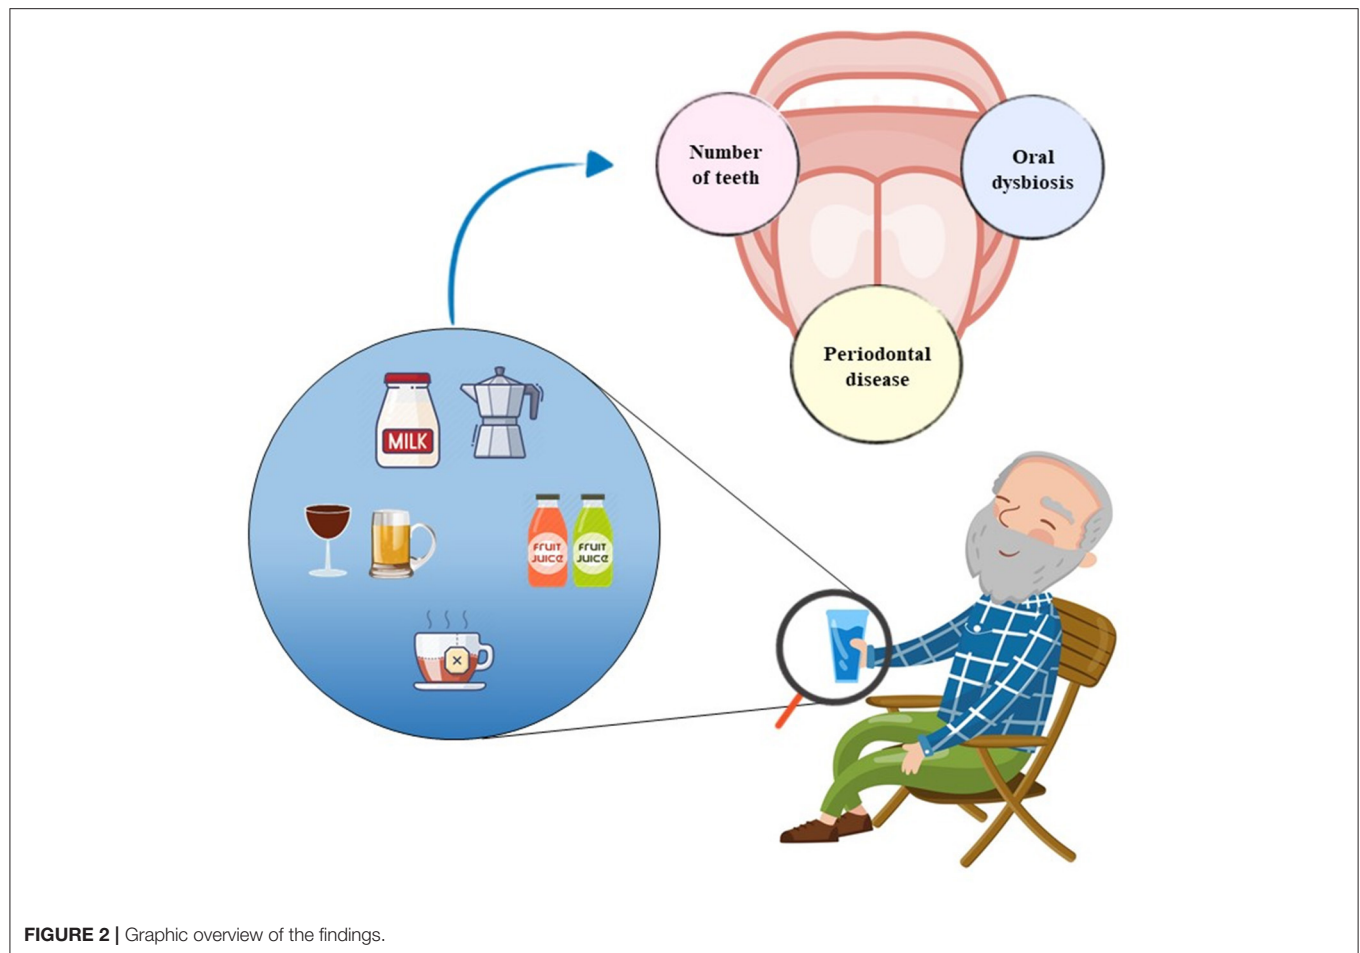 Number
of teeth
Oral
dysbiosis
Periodontal
disease
MILK
FRUIT
JUICE
FRUIT
JUICE
FIGURE 2 | Graphic overview of the findings.